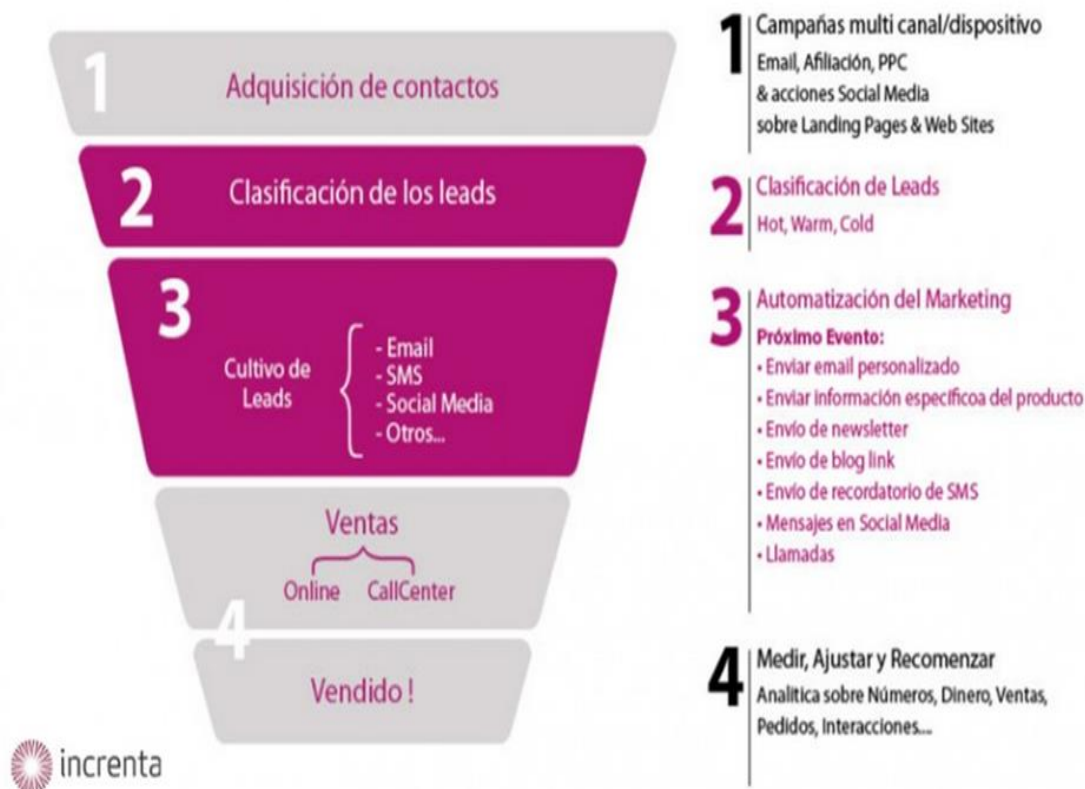 1
Adquisición de contactos
2
Clasificación de los leads
3
Cultivo de
Leads
- Email
- SMS
- Social Media
- Otros...
Ventas
Online CallCenter
4
Vendido !
increnta
1
Campañas multi canal/dispositivo
Email, Afiliación, PPC
& acciones Social Media
sobre Landing Pages & Web Sites
2
Clasificación de Leads
Hot, Warm, Cold
3
Automatización del Marketing
Próximo Evento:
• Enviar email personalizado
• Enviar información específicoa del producto
• Envío de newsletter
• Envío de blog link
• Envío de recordatorio de SMS
• Mensajes en Social Media
• Llamadas
4
Medir, Ajustar y Recomenzar
Analítica sobre Números, Dinero, Ventas,
Pedidos, Interacciones....